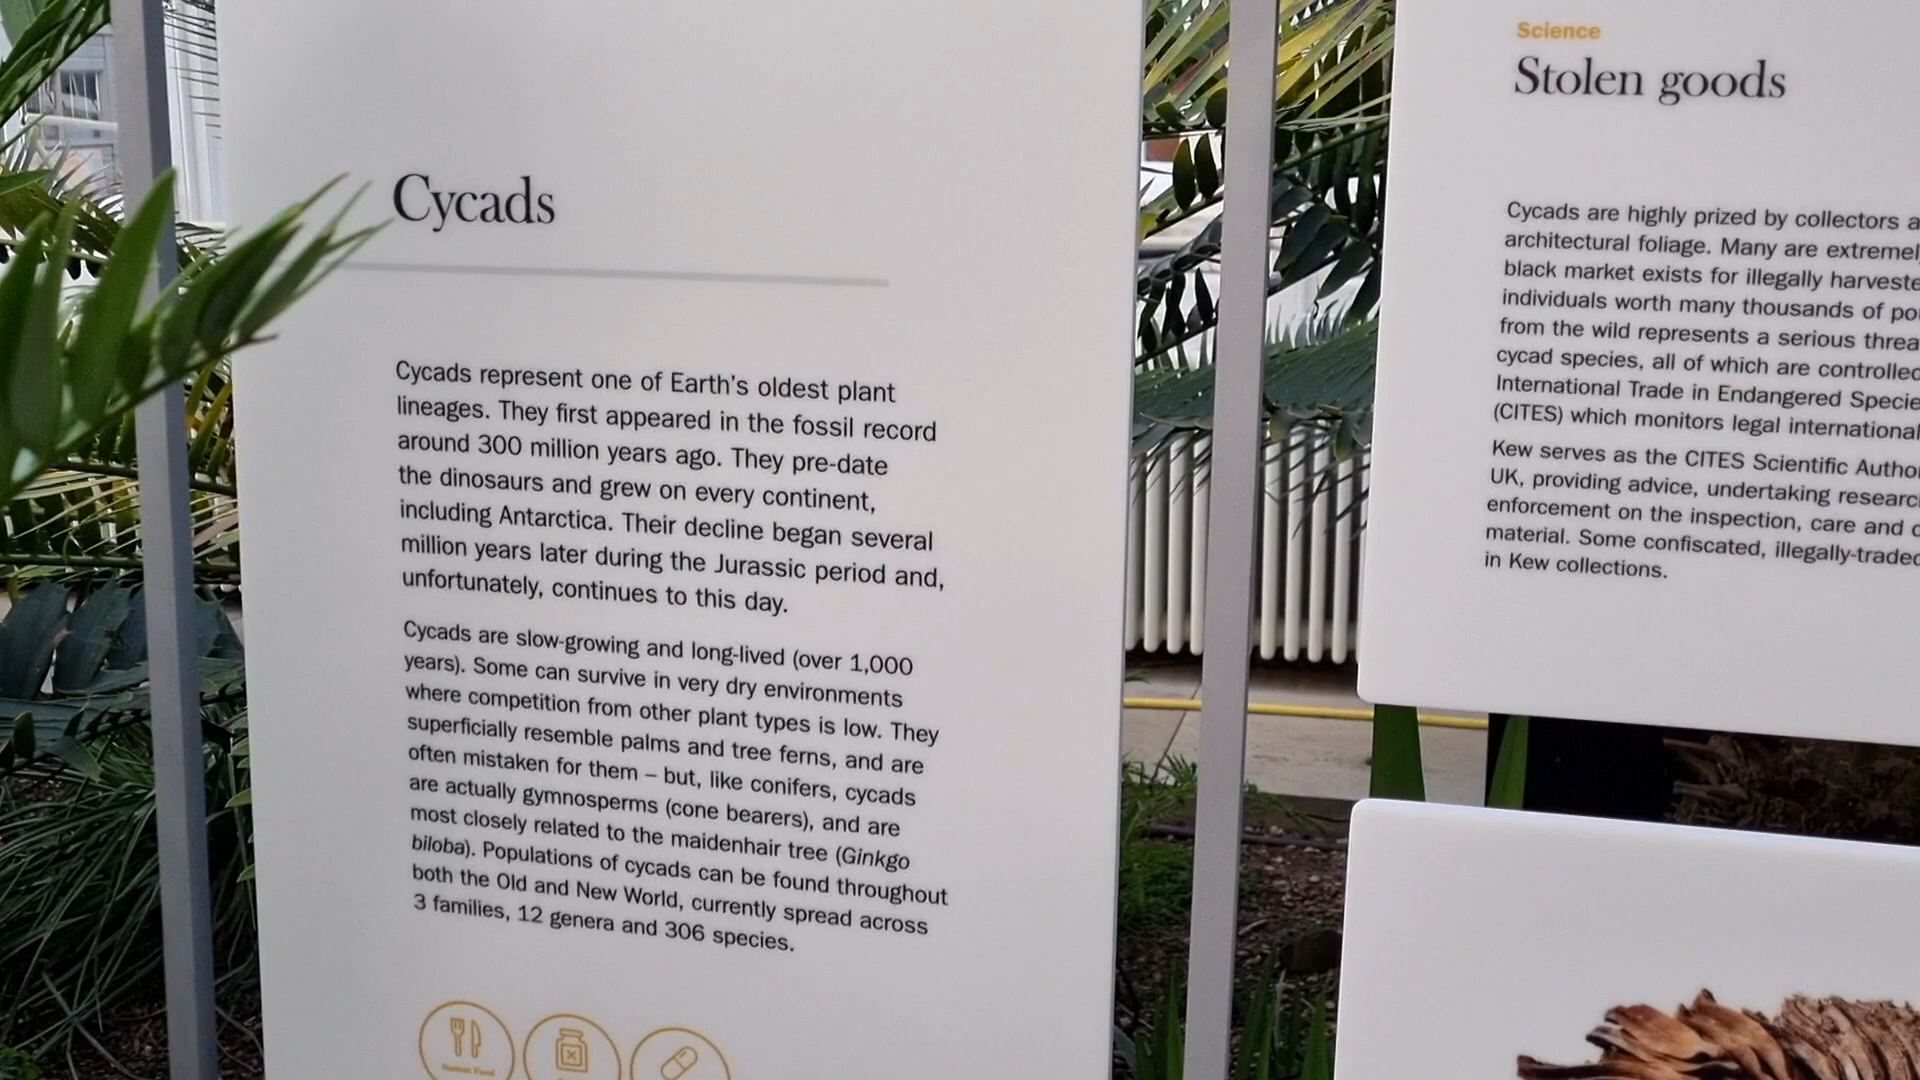 Cycads
Cycads represent one of Earth's oldest plant
lineages. They first appeared in the fossil record
around 300 million years ago. They pre-date
the dinosaurs and grew on every continent,
including Antarctica. Their decline began several
million years later during the Jurassic period and,
unfortunately, continues to this day.
Cycads are slow-growing and long-lived (over 1,000
years). Some can survive in very dry environments
where competition from other plant types is low. They
superficially resemble palms and tree ferns, and are
often mistaken for them – but, like conifers, cycads
are actually gymnosperms (cone bearers), and are
most closely related to the maidenhair tree (Ginkgo
biloba). Populations of cycads can be found throughout
both the Old and New World, currently spread across
3 families, 12 genera and 306 species.
Human Food
Science
Stolen goods
Cycads are highly prized by collectors
architectural foliage. Many are
black market exists for illegally
individuals worth many thousands of
from the wild represents a serious
cycad species, all of which are controlled
International Trade in Endangered
(CITES) which monitors legal international
Kew serves as the CITES Scientific
UK, providing advice, undertaking
enforcement on the inspection, care and
material. Some confiscated, illegally-traded
in Kew collections.